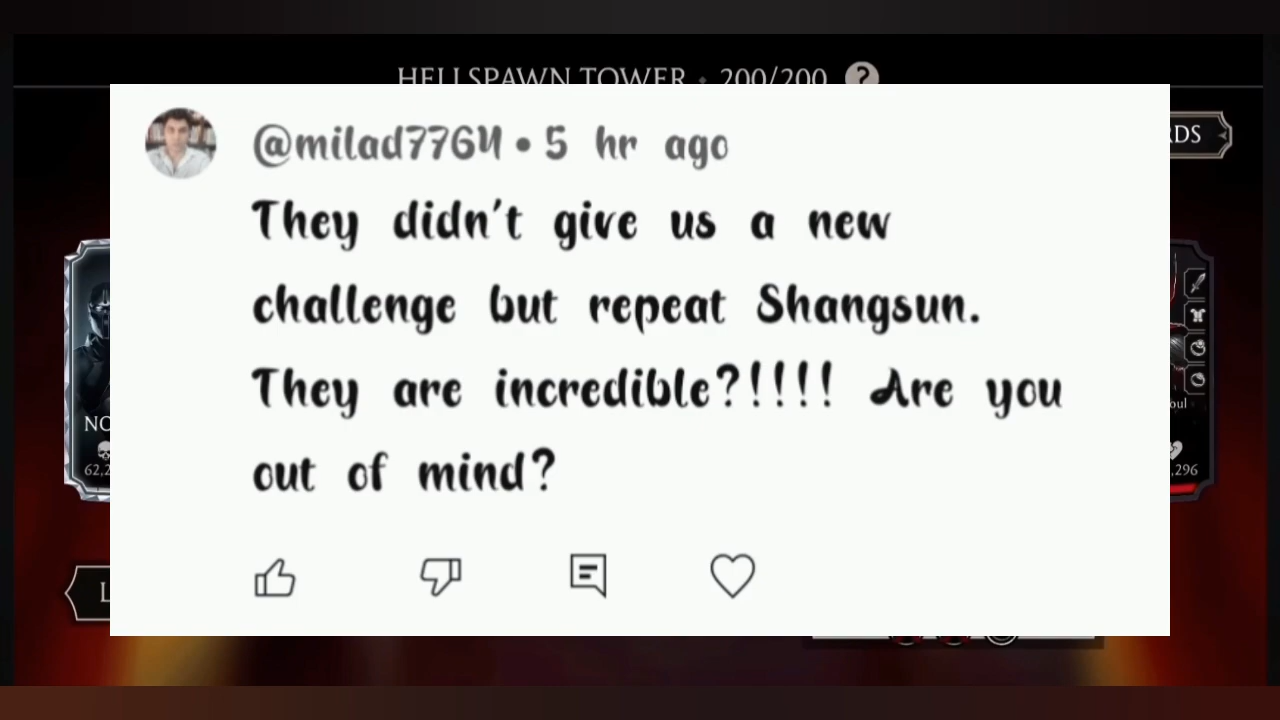 HELLSPAWN TOWER • 200/200 ?
@milad7764 • 5 hr ago
They didn't give us a new
challenge but repeat Shangsun.
They are incredible?!!!! Are you
out of mind?